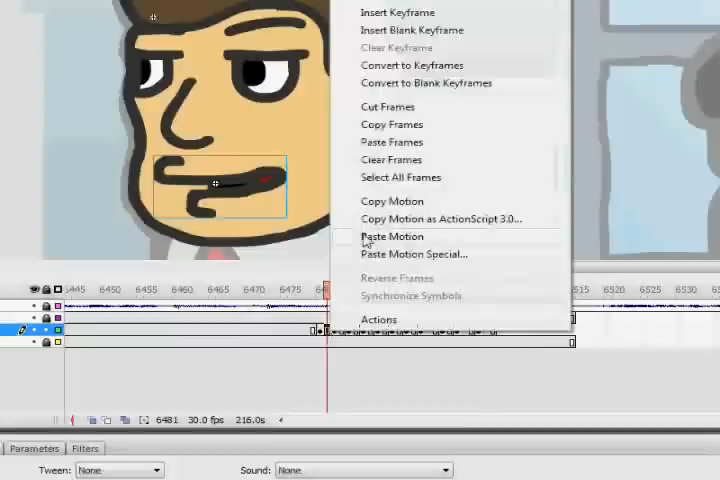 Insert Keyframe
Insert Blank Keyframe
Clear Keyframe
Convert to Keyframes
Convert to Blank Keyframes
Cut Frames
Copy Frames
Paste Frames
Clear Frames
Select All Frames
Copy Motion
Copy Motion as ActionScript 3.0...
Paste Motion
Paste Motion Special...
Reverse Frames
Synchronize Symbols
Actions
6455 6460 6466 6470 6475 6515 6520 6525 6530
6481 30.0 fps 216.0s
Parameters Filters
Tween: None Sound: None